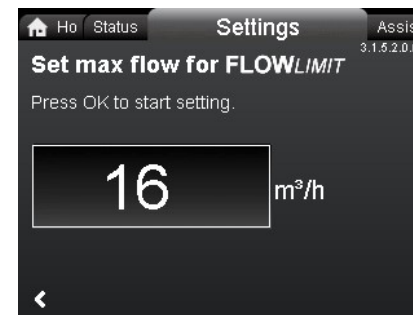 Ho Status Settings Assis
3.1.5.2.0.
Set max flow for FLOWLIMIT
Press OK to start setting.
16 m³/h